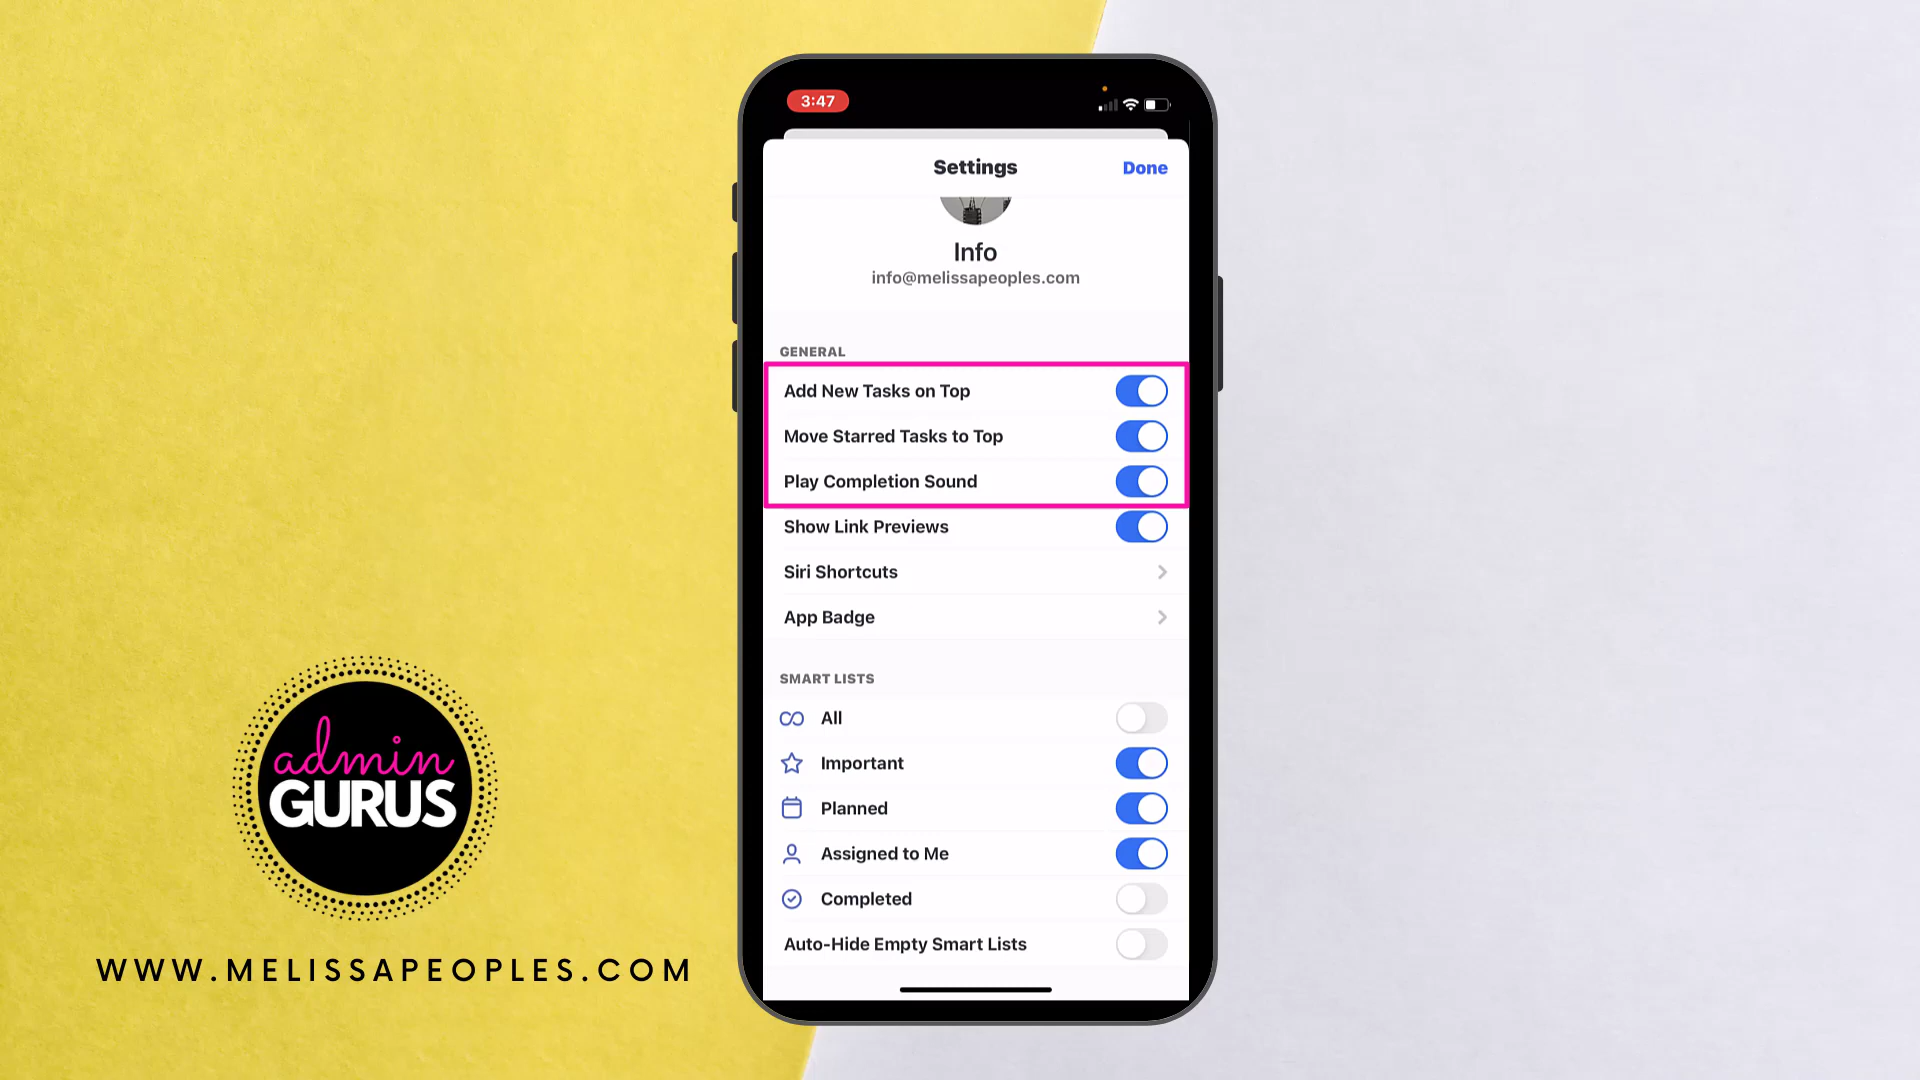 3:47
Settings
Done
Info
info@melissapeoples.com
GENERAL
Add New Tasks on Top
Move Starred Tasks to Top
Play Completion Sound
Show Link Previews
Siri Shortcuts
App Badge
SMART LISTS
All
Important
Planned
Assigned to Me
Completed
Auto-Hide Empty Smart Lists
admin
GURUS
WWW.MELISSAPEOPLES.COM